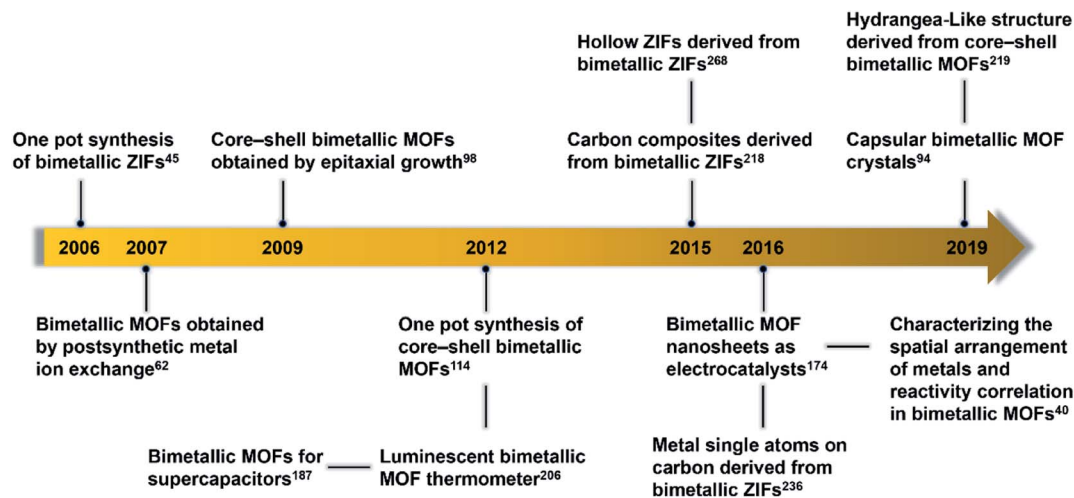 Hollow ZIFs derived from
bimetallic ZIFs²⁶⁸
Hydrangea-Like structure
derived from core–shell
bimetallic MOFs²¹⁹
One pot synthesis
of bimetallic ZIFs⁴⁵
Core–shell bimetallic MOFs
obtained by epitaxial growth⁹⁸
Carbon composites derived
from bimetallic ZIFs²¹⁸
Capsular bimetallic MOF
crystals⁹⁴
2006 2007 2009 2012 2015 2016 2019
Bimetallic MOFs obtained
by postsynthetic metal
ion exchange⁶²
One pot synthesis of
core–shell bimetallic
MOFs¹¹⁴
Bimetallic MOF
nanosheets as
electrocatalysts¹⁷⁴
Characterizing the
spatial arrangement
of metals and
reactivity correlation
in bimetallic MOFs⁴⁰
Bimetallic MOFs for
supercapacitors¹⁸⁷
Luminescent bimetallic
MOF thermometer²⁰⁶
Metal single atoms on
carbon derived from
bimetallic ZIFs²³⁶